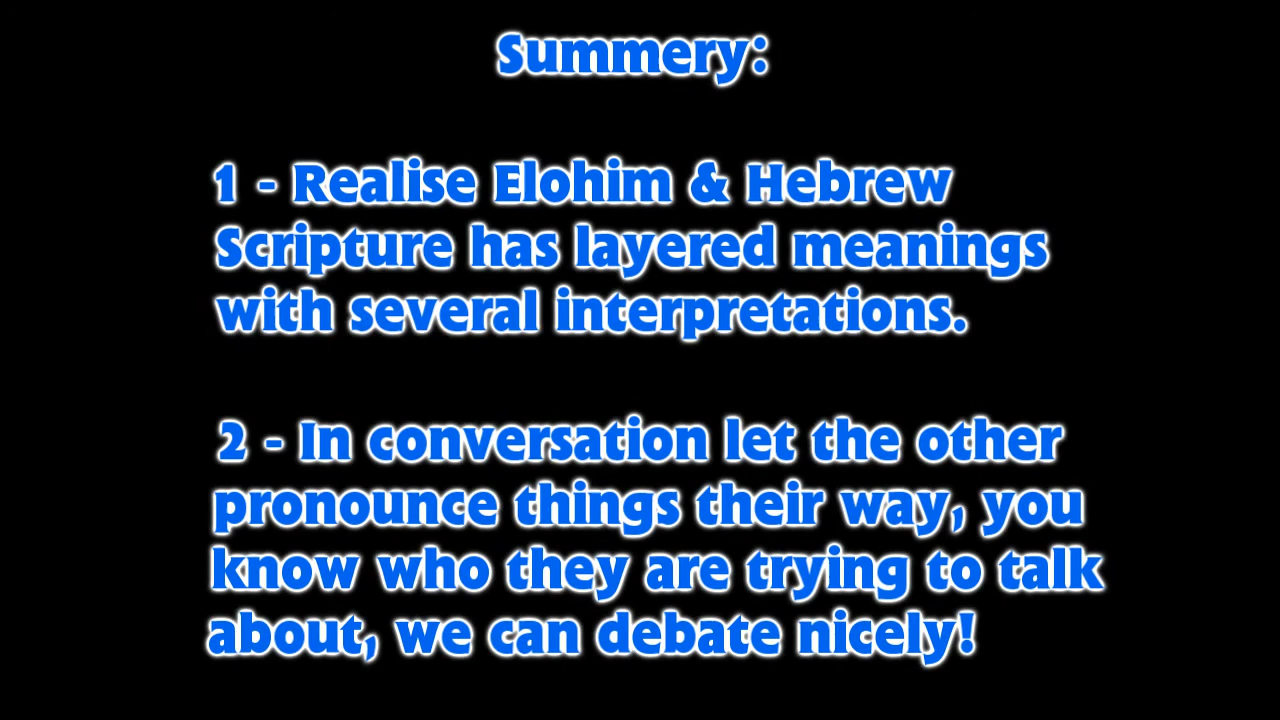 Summery:
1 - Realise Elohim & Hebrew
Scripture has layered meanings
with several interpretations.
2 - In conversation let the other
pronounce things their way, you
know who they are trying to talk
about, we can debate nicely!